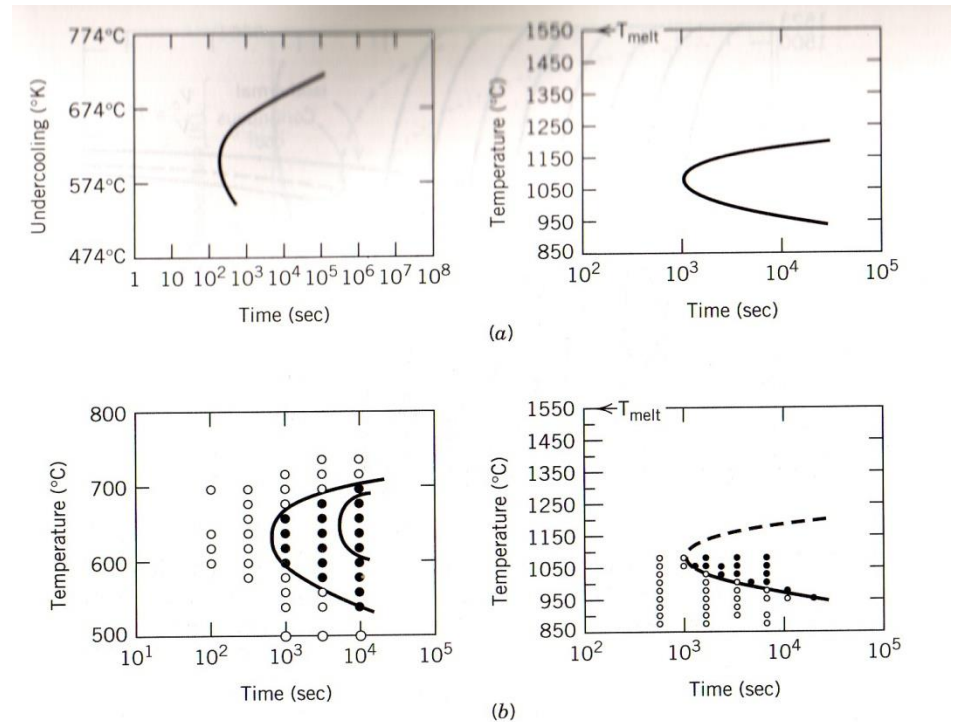 774°C
674°C
574°C
474°C
Undercooling (°K)
1 10 10² 10³ 10⁴ 10⁵ 10⁶ 10⁷ 10⁸
Time (sec)
1550
1450
1350
1250
1150
1050
950
850
T melt
Temperature (°C)
10² 10³ 10⁴ 10⁵
Time (sec)
(a)
800
700
600
500
Temperature (°C)
10¹ 10² 10³ 10⁴ 10⁵
Time (sec)
1550
1450
1350
1250
1150
1050
950
850
T melt
Temperature (°C)
10² 10³ 10⁴ 10⁵
Time (sec)
(b)